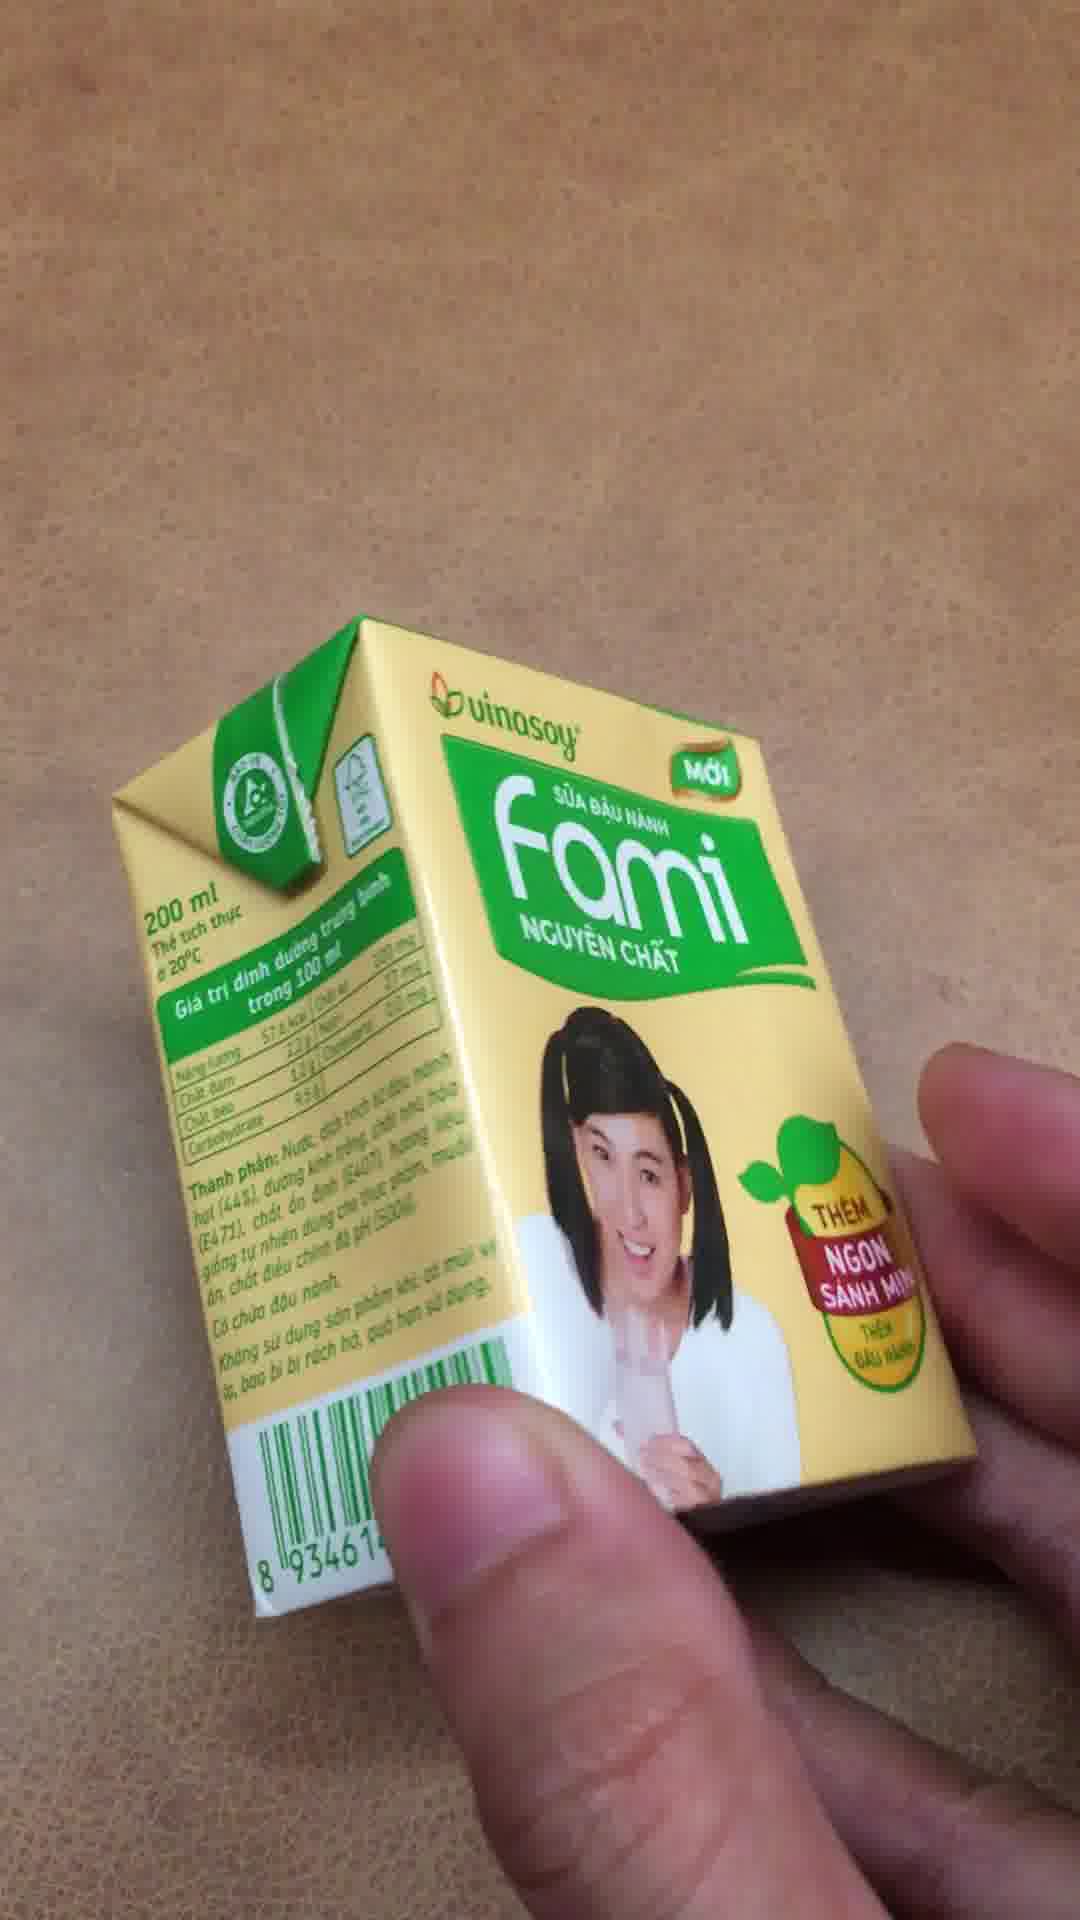 vinasoy
MỚI
SỮA ĐẬU NÀNH
Fami
NGUYÊN CHẤT
THÊM
NGON
SÁNH MỊN
THÊM
ĐẬU NÀNH
200 ml
Thể tích thực
ở 20°C
Giá trị dinh dưỡng trung bình
trong 100 ml
Năng lượng
Chất đạm
Chất béo
Carbohydrate
Thành phần: Nước, dịch trích từ đậu nành
hạt (44%), đường kính trắng, chất nhũ hóa
(E471), chất ổn định (E407), hương liệu
giống tự nhiên dùng cho thực phẩm, muối
ăn, chất điều chỉnh độ pH (500ii).
Có chứa đậu nành.
Không sử dụng sản phẩm khi: có mùi vị
lạ, bao bì bị rách hở, quá hạn sử dụng.
8 934614